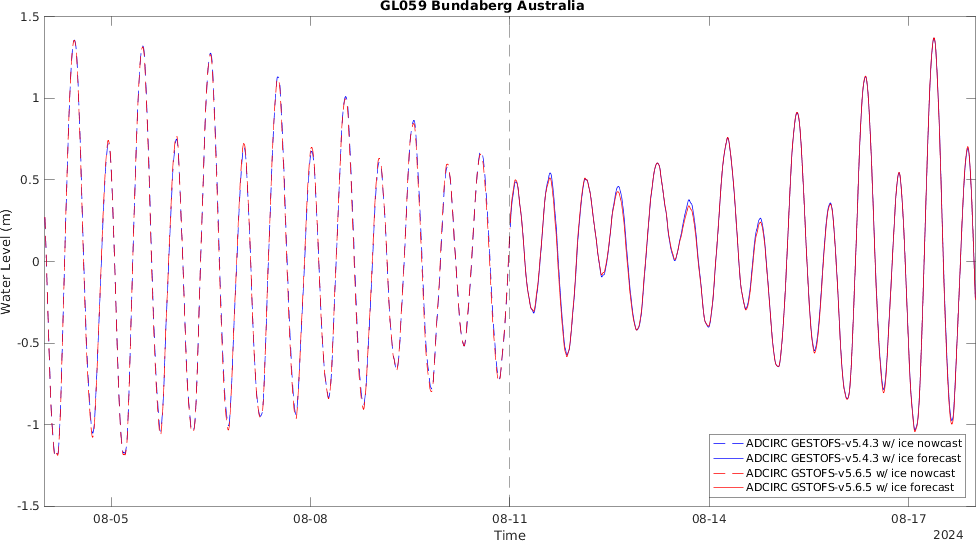 GL059 Bundaberg Australia
1.5
1
0.5
0
-0.5
-1
-1.5
Water Level (m)
ADCIRC GESTOFS-v5.4.3 w/ ice nowcast
ADCIRC GESTOFS-v5.4.3 w/ ice forecast
ADCIRC GSTOFS-v5.6.5 w/ ice nowcast
ADCIRC GSTOFS-v5.6.5 w/ ice forecast
08-05 08-08 08-11 08-14 08-17
Time
2024